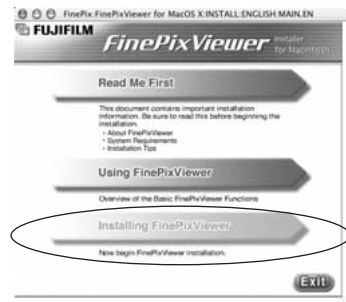 FinePix:FinePixViewer for MacOS X:INSTALL:ENGLISH:MAIN.EN
FUJIFILM
FinePixViewer Installer
for Macintosh
Read Me First
This document contains important installation
information. Be sure to read this before beginning the
installation.
- About FinePixViewer
- System Requirements
- Installation Tips
Using FinePixViewer
Overview of the Basic FinePixViewer Functions
Installing FinePixViewer
Now begin FinePixViewer installation.
Exit